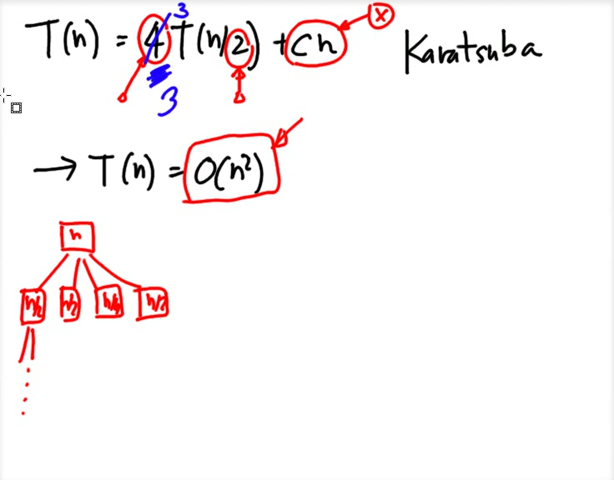 3
T(n) = 4T(n/2) + cn ⓧ Karatsuba
3
→ T(n) = O(n²)
n
n/2 n/2 n/2 n/2